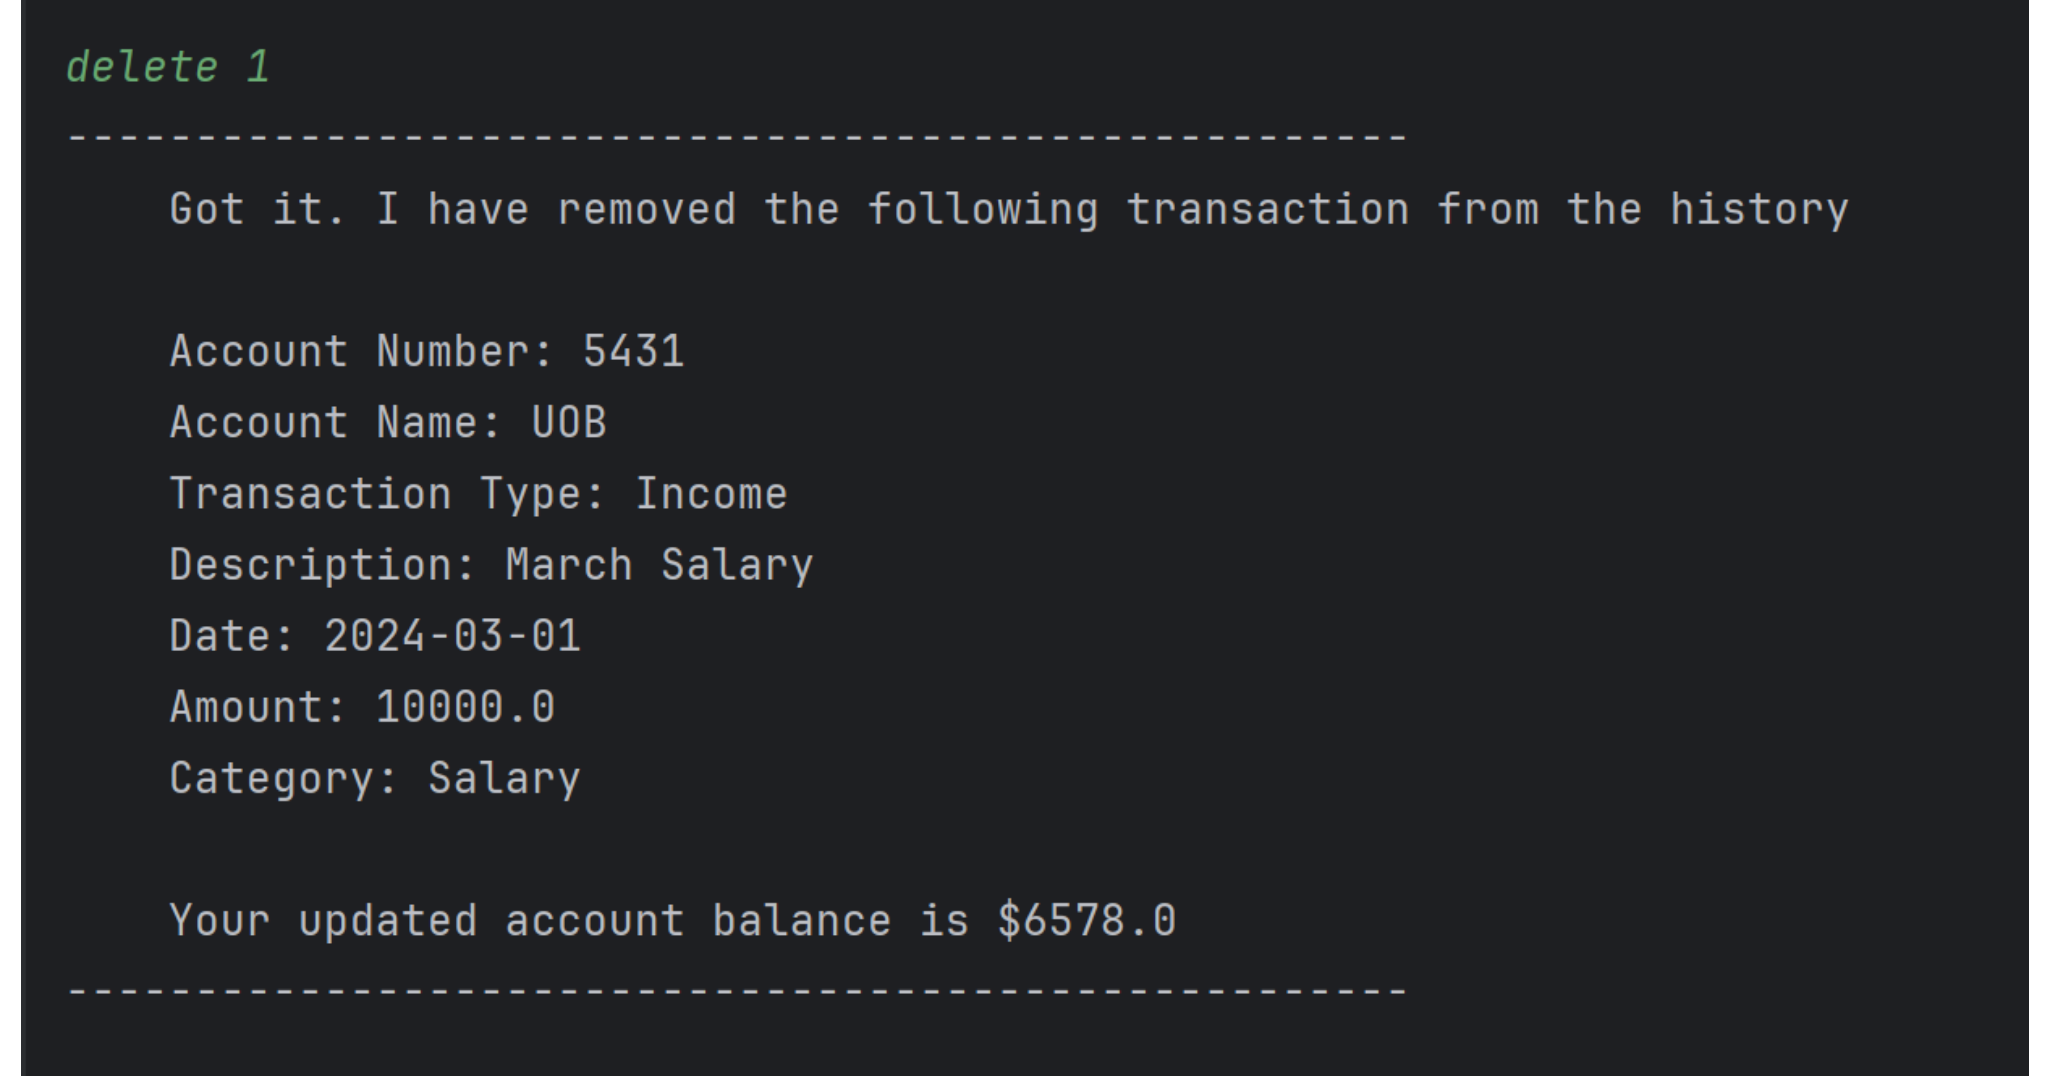 delete 1
----------------------------------------------------
Got it. I have removed the following transaction from the history
Account Number: 5431
Account Name: UOB
Transaction Type: Income
Description: March Salary
Date: 2024-03-01
Amount: 10000.0
Category: Salary
Your updated account balance is $6578.0
----------------------------------------------------